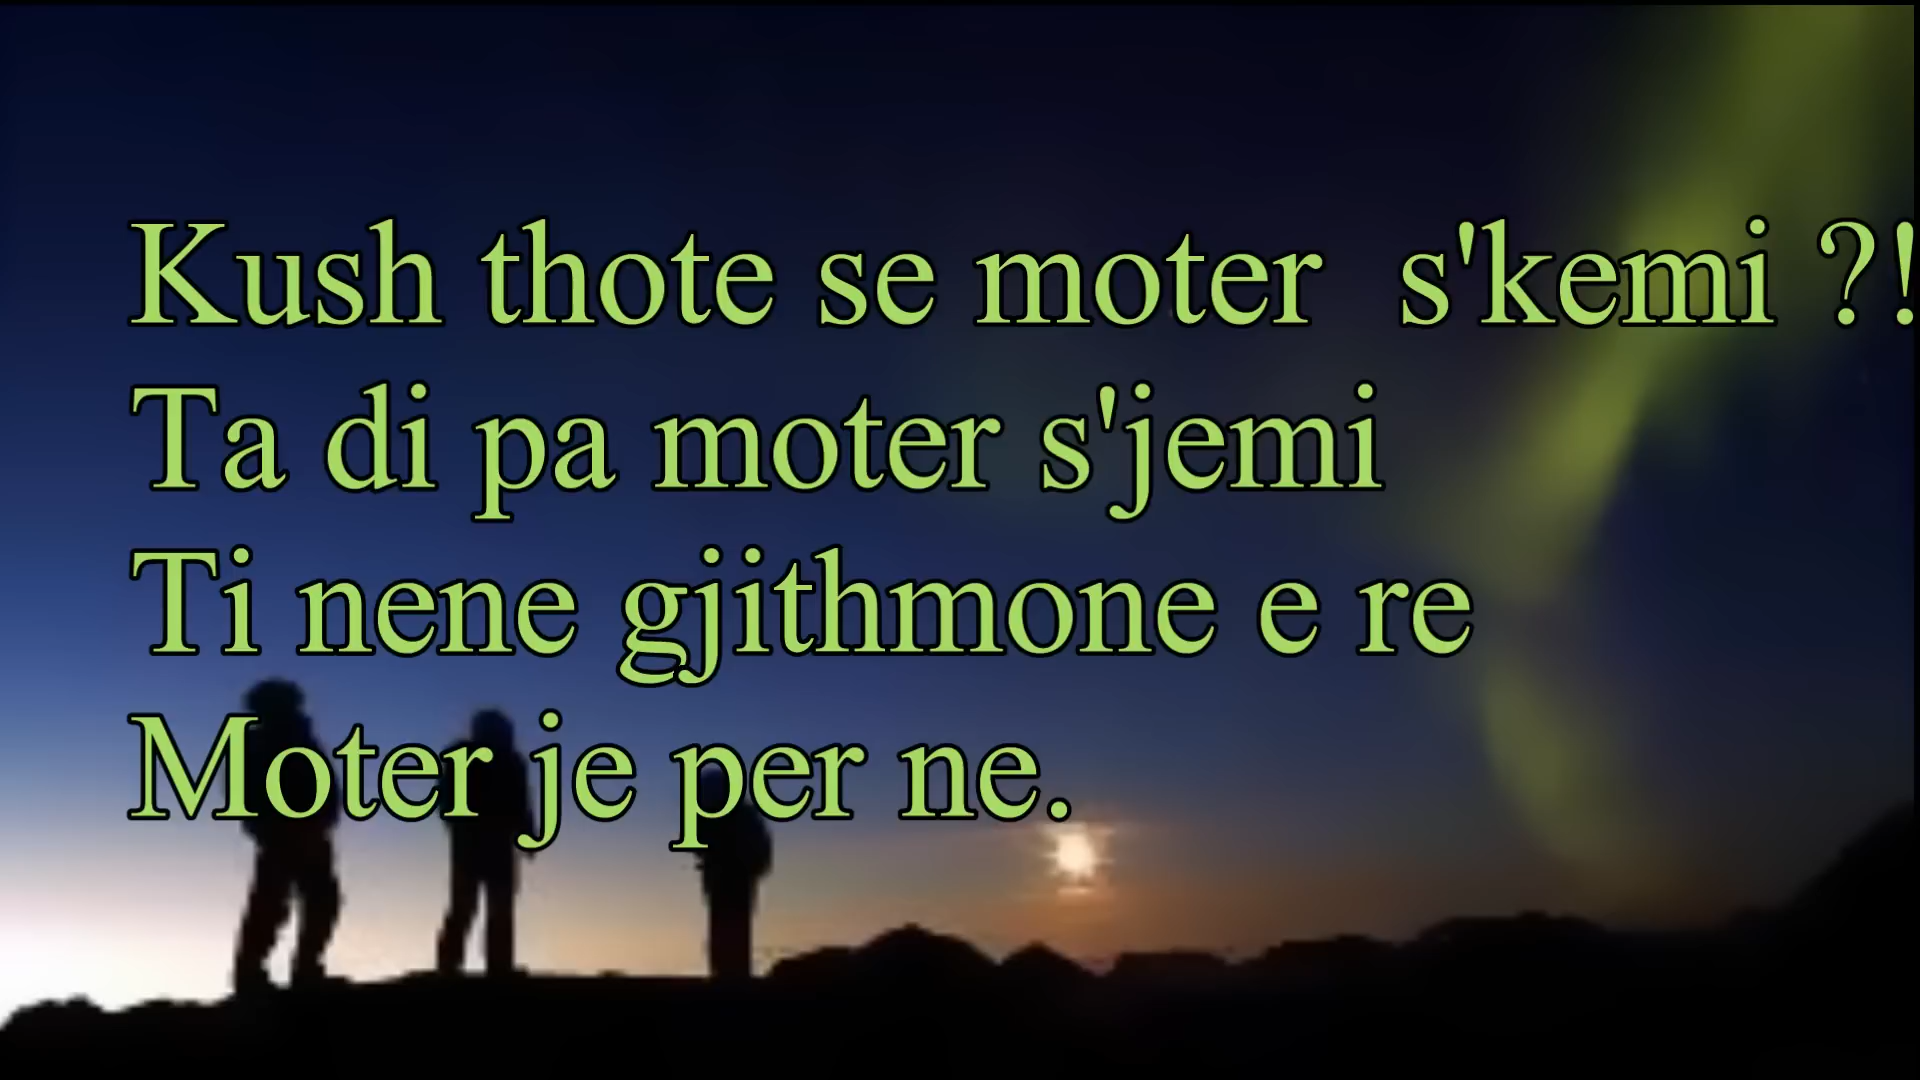 Kush thote se moter  s'kemi ?!
Ta di pa moter s'jemi
Ti nene gjithmone e re
Moter je per ne.